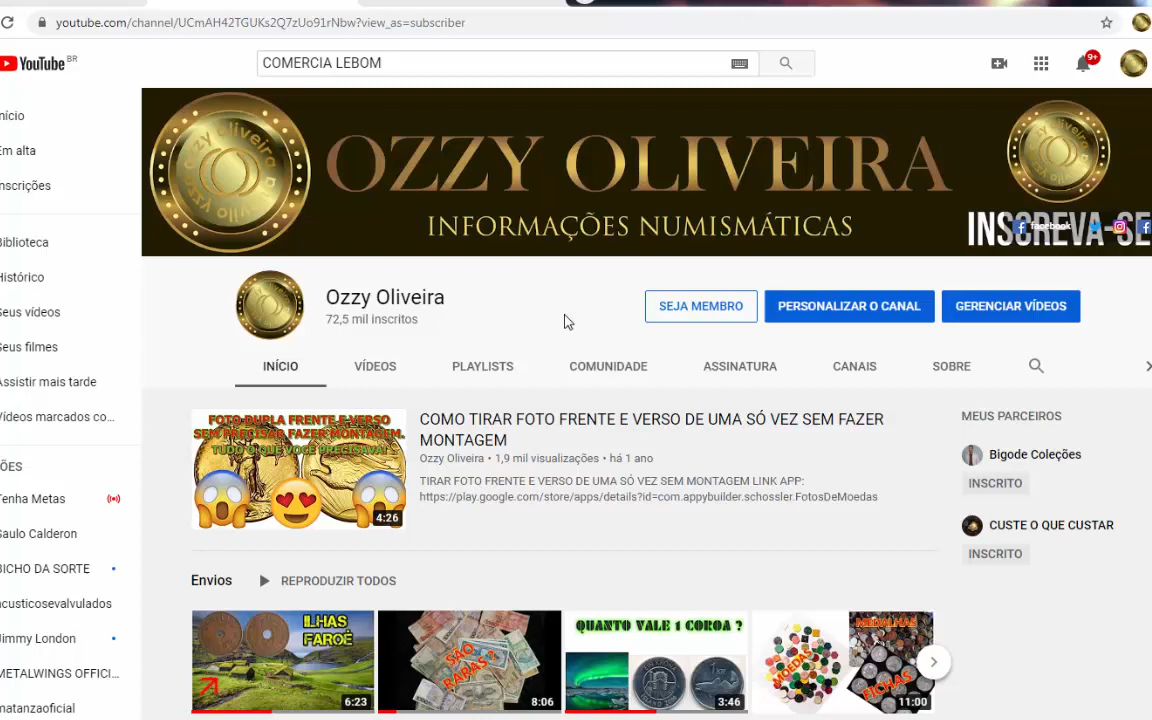 youtube.com/channel/UCmAH42TGUKs2Q7zUo91rNbw?view_as=subscriber
YouTube BR
COMERCIA LEBOM
9+
nício
Em alta
nscrições
Biblioteca
Histórico
Seus vídeos
Seus filmes
Assistir mais tarde
Vídeos marcados co...
ÕES
Tenha Metas
Saulo Calderon
BICHO DA SORTE
acusticosevalvulados
Jimmy London
METALWINGS OFFICI...
matanzaoficial
OZZY OLIVEIRA
INFORMAÇÕES NUMISMÁTICAS
INSCREVA-SE
facebook
Ozzy Oliveira
72,5 mil inscritos
SEJA MEMBRO
PERSONALIZAR O CANAL
GERENCIAR VÍDEOS
INÍCIO
VÍDEOS
PLAYLISTS
COMUNIDADE
ASSINATURA
CANAIS
SOBRE
FOTO DUPLA FRENTE E VERSO
SEM PRECISAR FAZER MONTAGEM.
TUDO O QUE VOCÊ PRECISAVA!
4:26
COMO TIRAR FOTO FRENTE E VERSO DE UMA SÓ VEZ SEM FAZER
MONTAGEM
Ozzy Oliveira • 1,9 mil visualizações • há 1 ano
TIRAR FOTO FRENTE E VERSO DE UMA SÓ VEZ SEM MONTAGEM LINK APP:
https://play.google.com/store/apps/details?id=com.appybuilder.schossler.FotosDeMoedas
MEUS PARCEIROS
Bigode Coleções
INSCRITO
CUSTE O QUE CUSTAR
INSCRITO
Envios
REPRODUZIR TODOS
ILHAS
FAROÉ
6:23
SÃO
RARAS ?
8:06
QUANTO VALE 1 COROA ?
3:46
MOEDAS
MEDALHAS
FICHAS
11:00